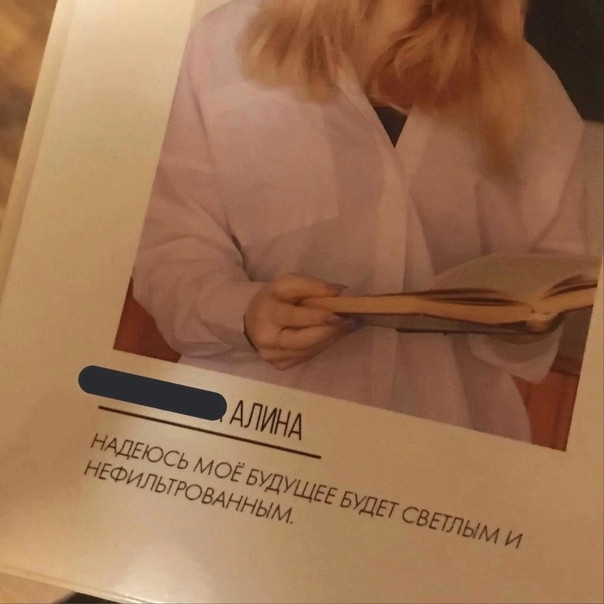 АЛИНА
НАДЕЮСЬ МОЁ БУДУЩЕЕ БУДЕТ СВЕТЛЫМ И
НЕФИЛЬТРОВАННЫМ.